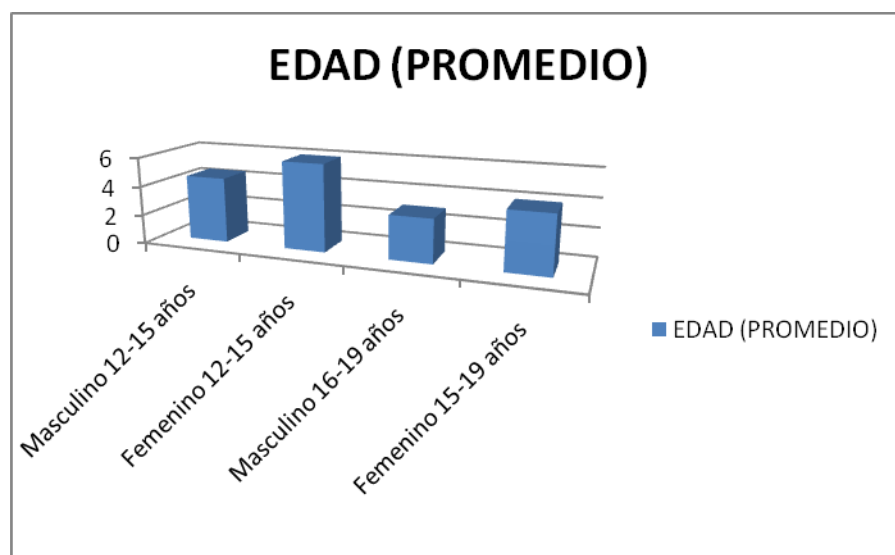 EDAD (PROMEDIO)
6
4
2
0
Masculino 12-15 años
Femenino 12-15 años
Masculino 16-19 años
Femenino 15-19 años
EDAD (PROMEDIO)